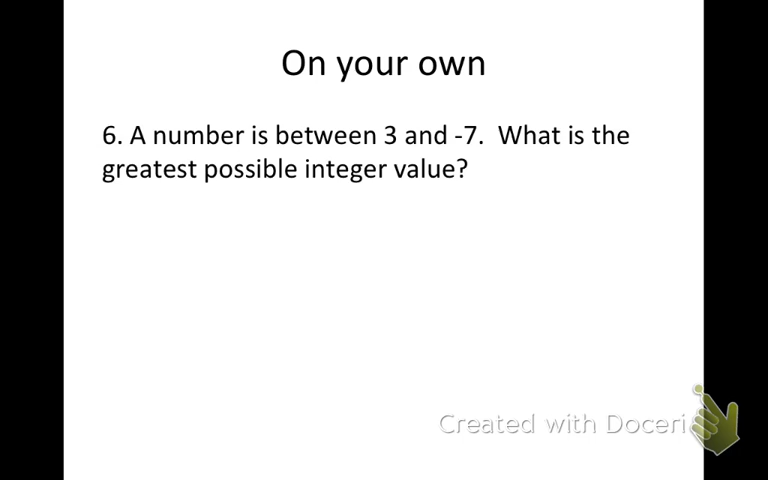 On your own
6. A number is between 3 and -7.  What is the
greatest possible integer value?
Created with Doceri